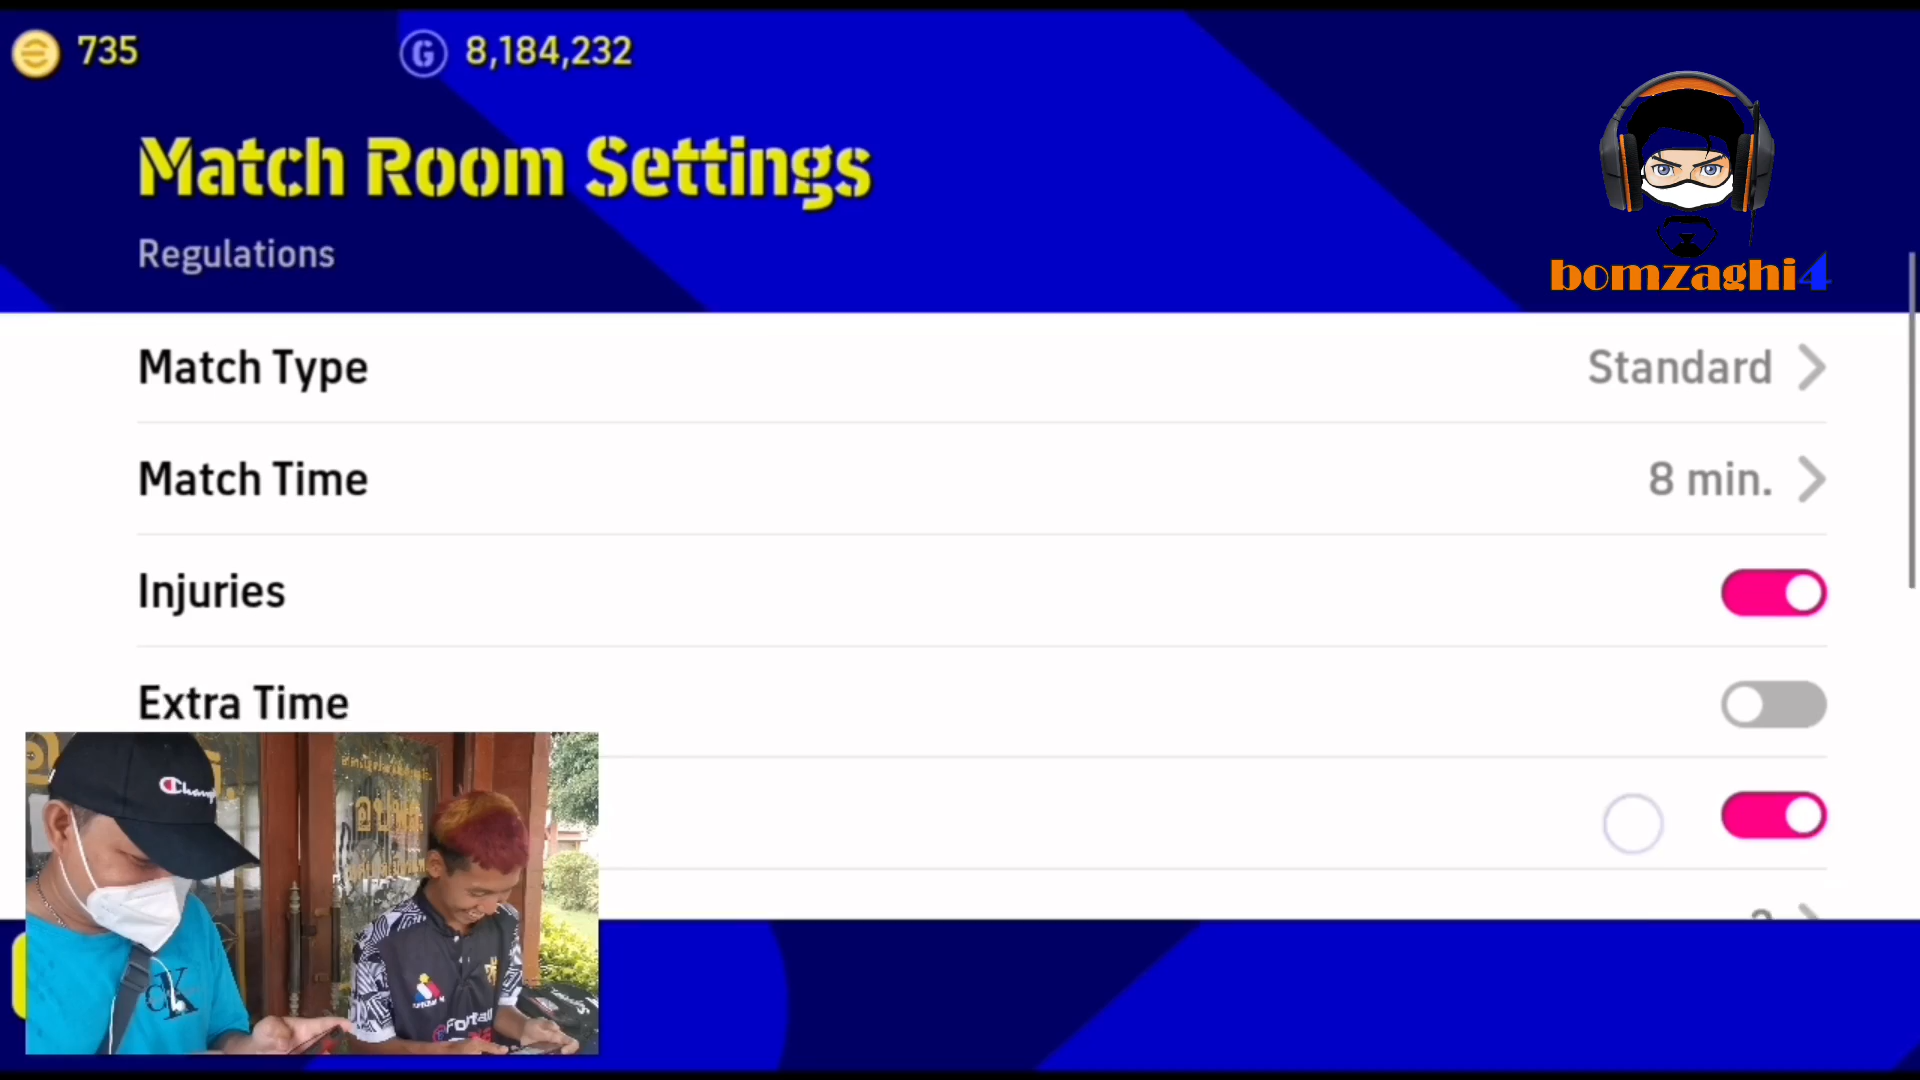 735
8,184,232
Match Room Settings
Regulations
bomzaghi4
Match Type
Standard
Match Time
8 min.
Injuries
Extra Time
CK